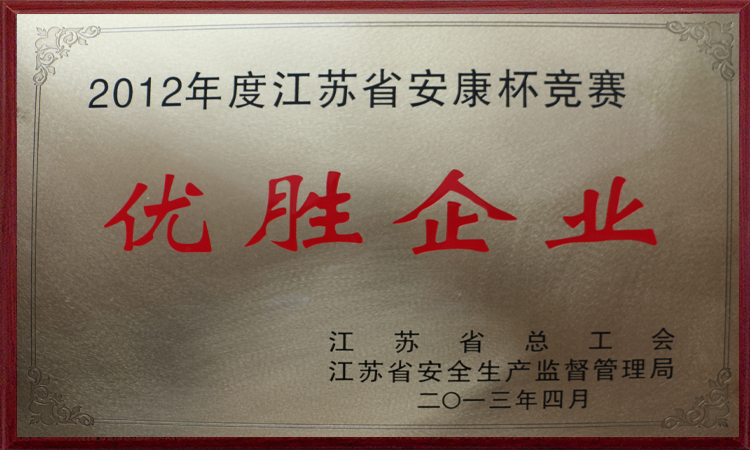 2012年度江苏省安康杯竞赛
优胜企业
江苏省总工会
江苏省安全生产监督管理局
二〇一三年四月